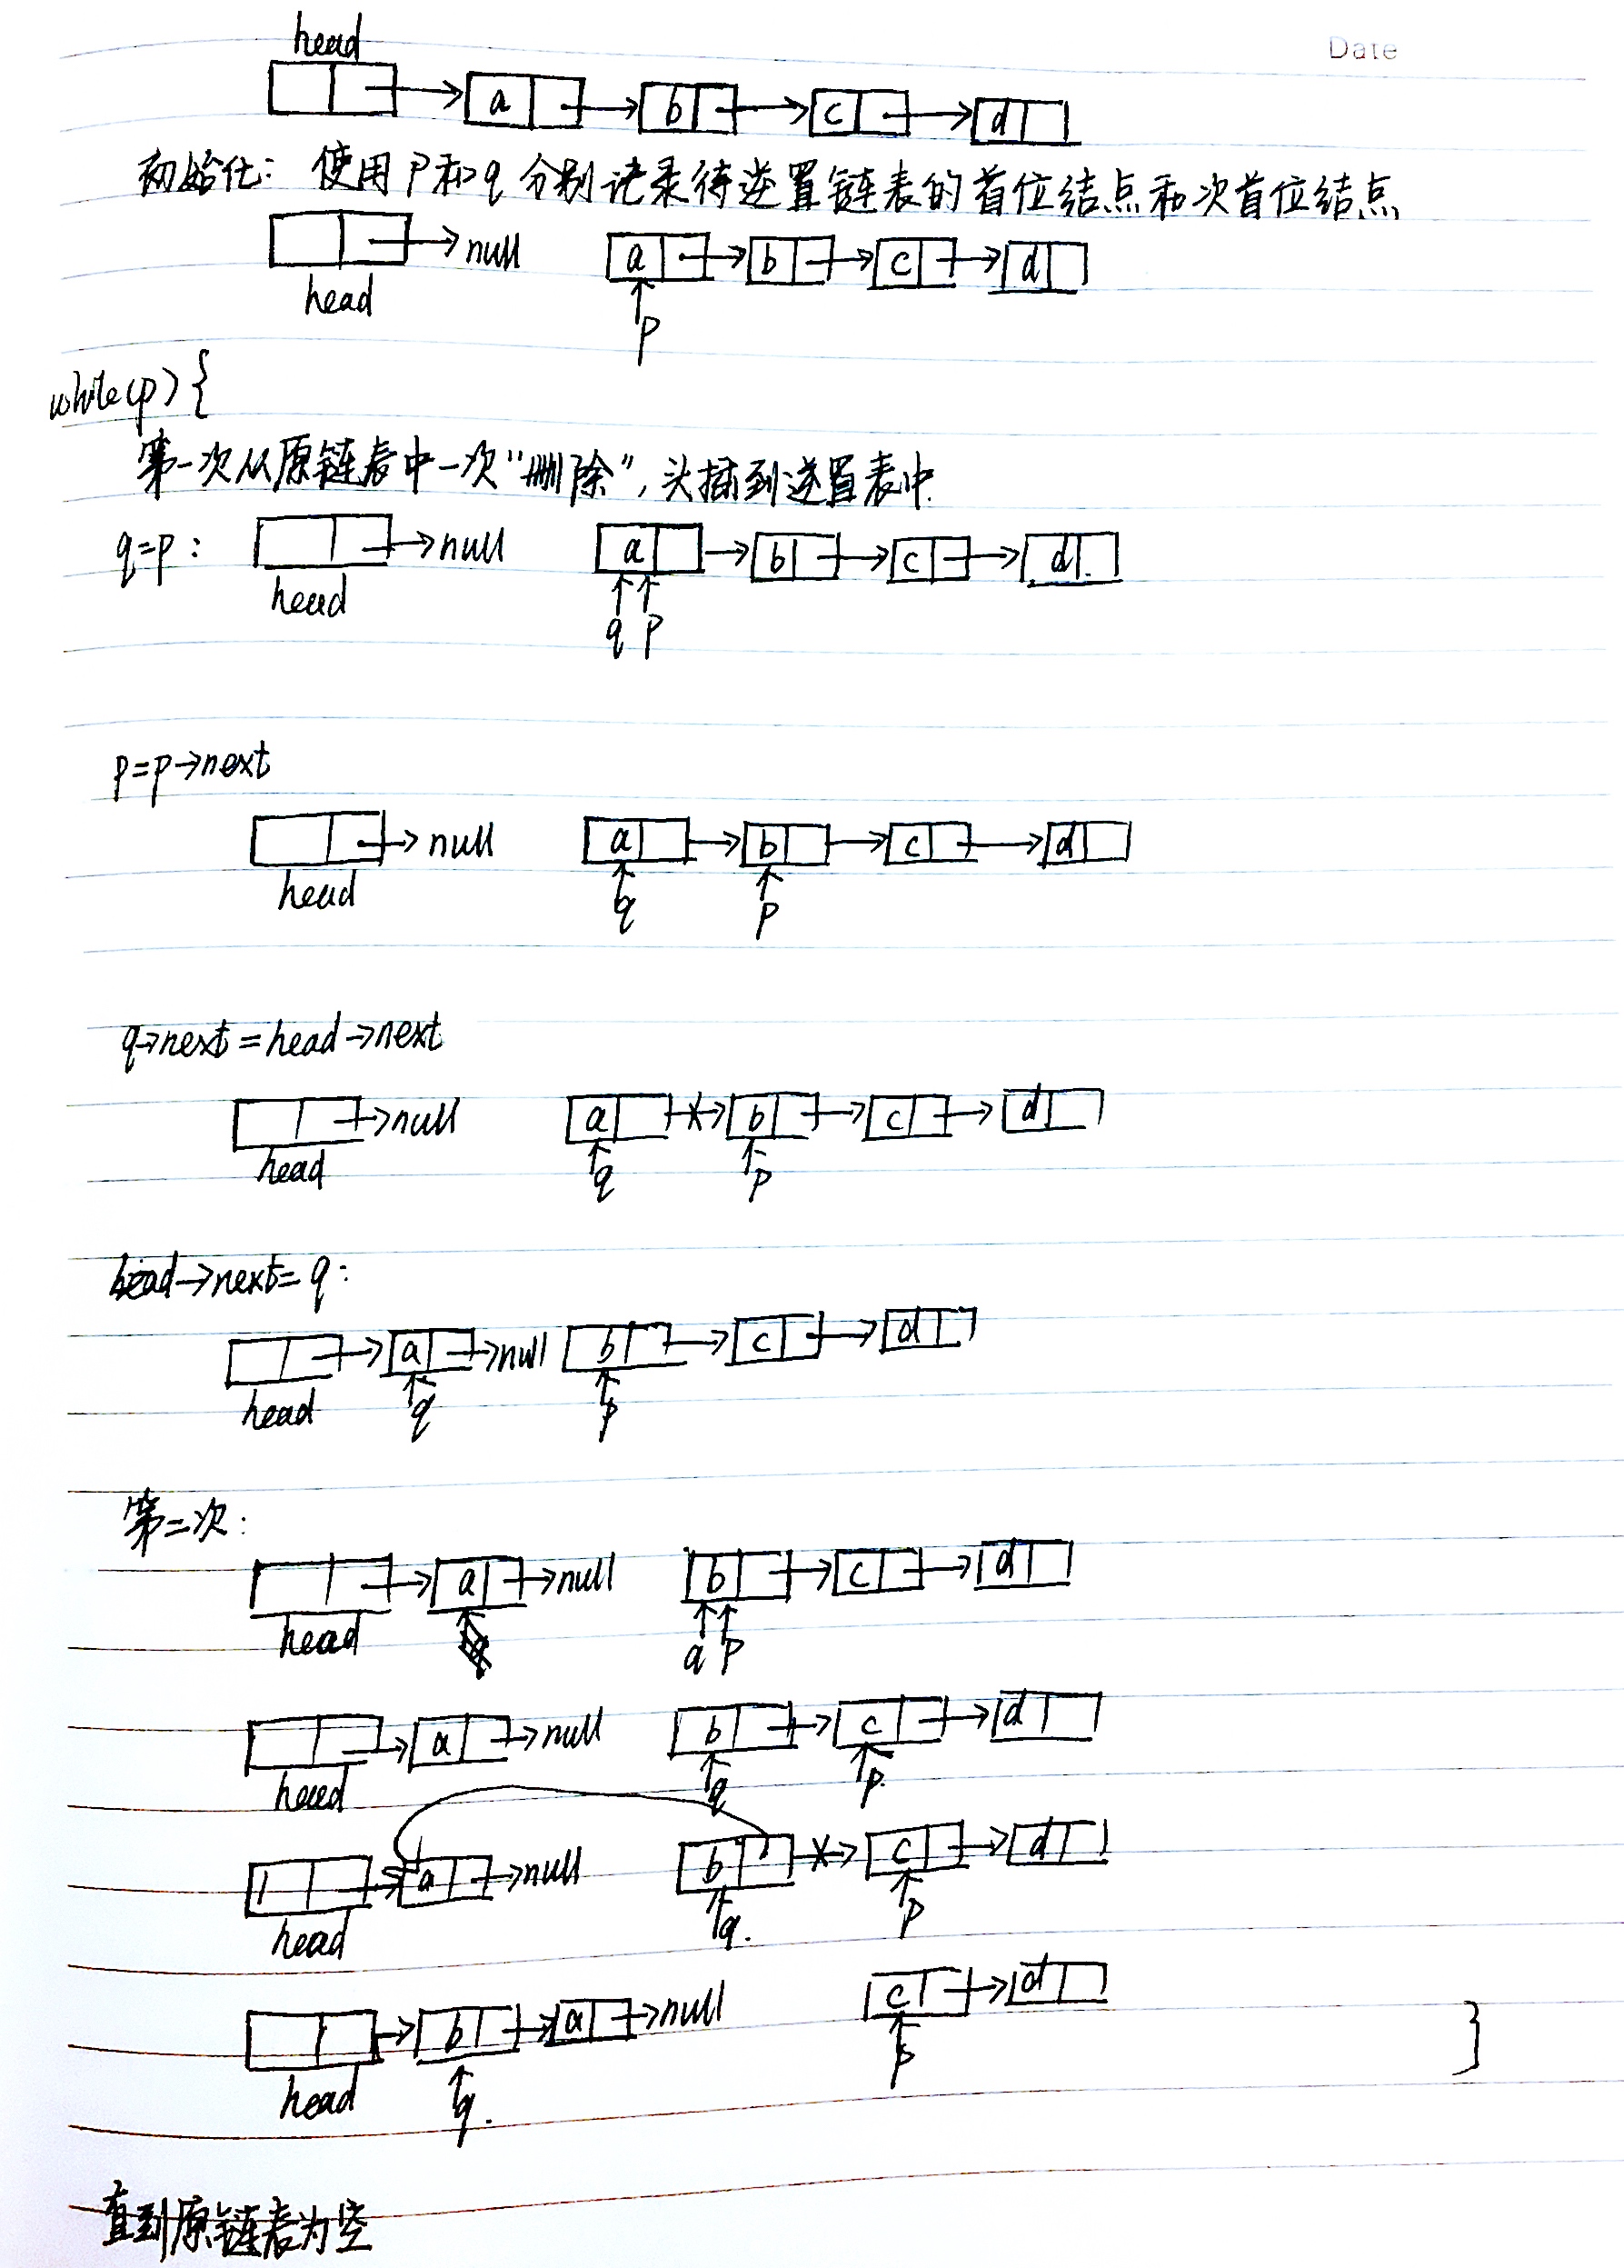 Date
head
a b c d
初始化: 使用p和q分别记录待逆置链表的首位结点和次首位结点
null a b c d
head
p
while(p){
第一次从原链表中一次"删除",头插到逆置表中.
q=p: null a b c d
head
q p
p=p→next
null a b c d
head q p
q→next=head→next
null a b c d
head q p
head→next=q:
a null b c d
head q p
第二次:
a null b c d
head q p
a null b c d
head q p
a null b c d
head q. p
c d
b a null }
head q. p
直到原链表为空